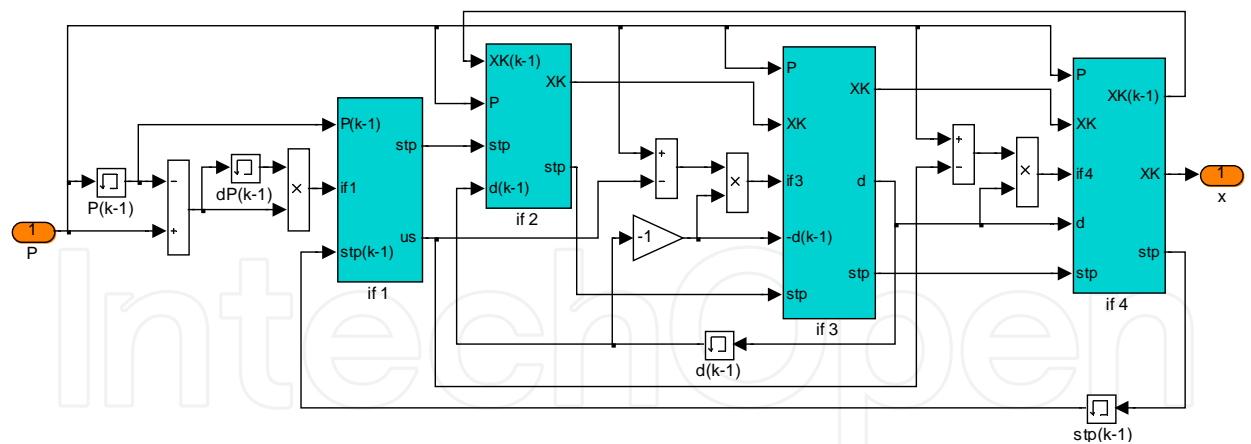 1
P
P(k-1)
−
+
dP(k-1)
×
P(k-1)
if1
stp(k-1)
stp
us
if 1
XK(k-1)
P
stp
d(k-1)
XK
stp
if 2
+
−
×
-1
P
XK
if3
-d(k-1)
stp
XK
d
stp
if 3
d(k-1)
+
−
×
P
XK
if4
d
stp
XK(k-1)
XK
stp
if 4
1
x
stp(k-1)
IntechOpen